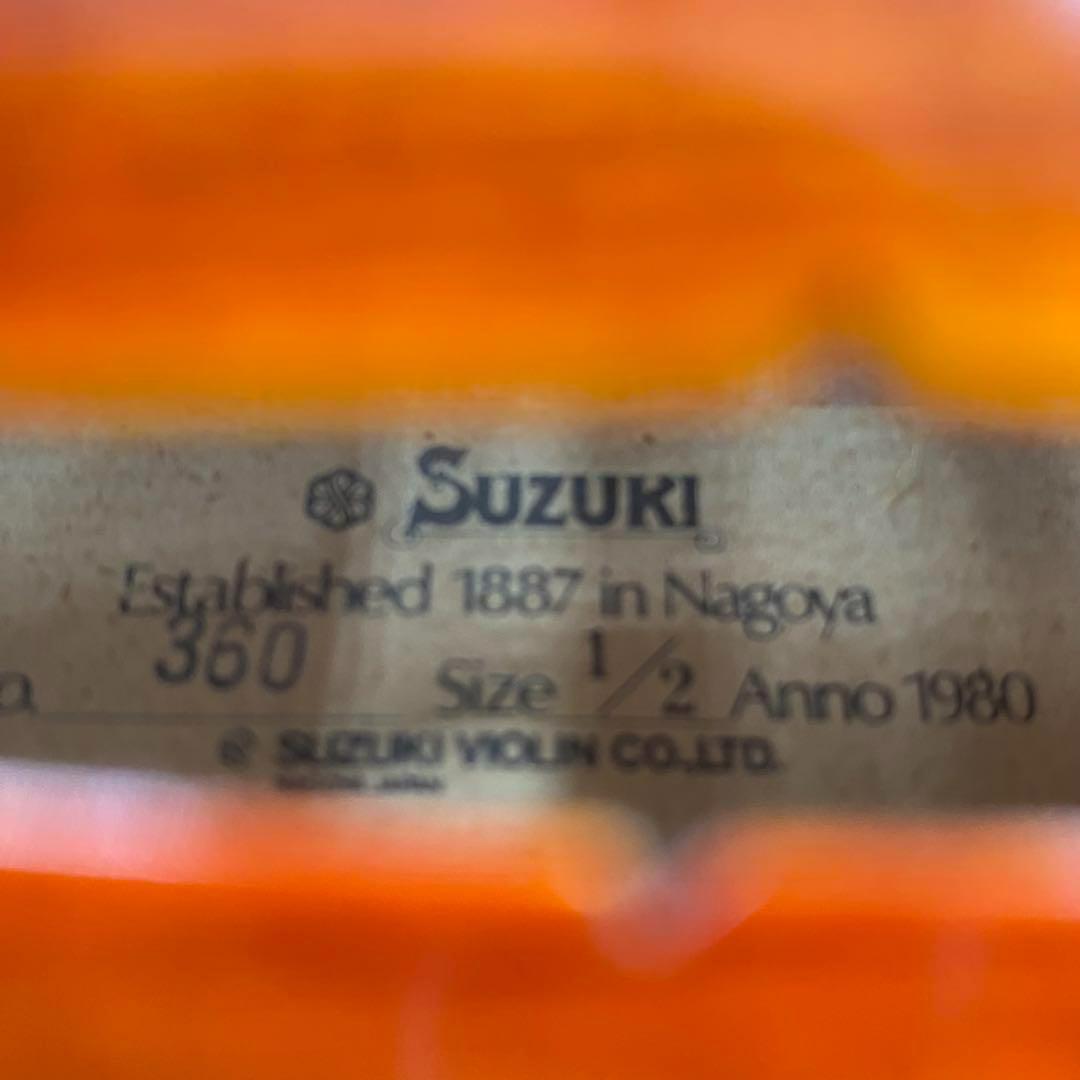 SUZUKI
Established 1887 in Nagoya
360 Size 1/2 Anno 1980
SUZUKI VIOLIN CO.,LTD.